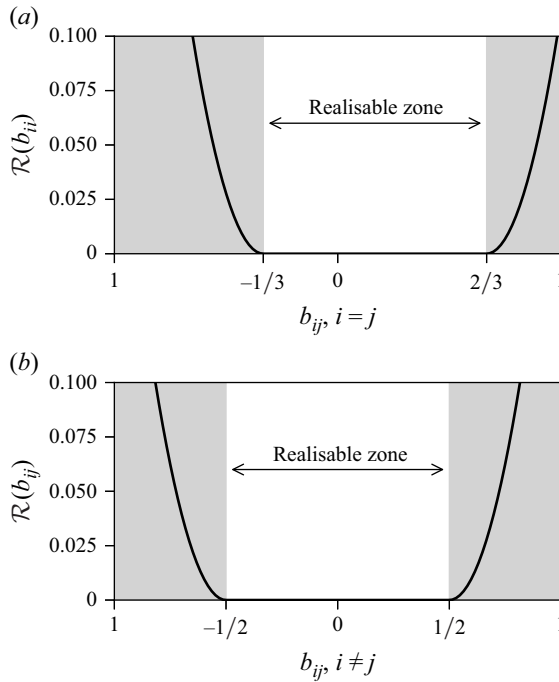 (a)
0.100
0.075
0.050
0.025
0
R(b_ii)
Realisable zone
1
–1/3
0
2/3
b_ij, i = j
(b)
0.100
0.075
0.050
0.025
0
R(b_ij)
Realisable zone
1
–1/2
0
1/2
b_ij, i ≠ j